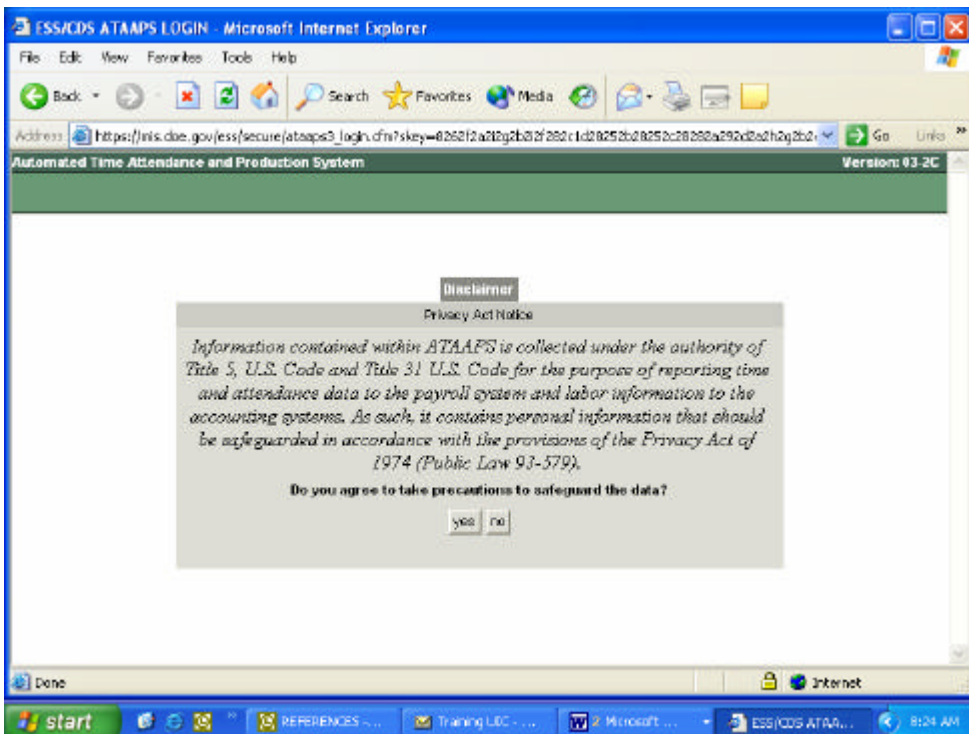 ESS/CDS ATAAPS LOGIN - Microsoft Internet Explorer
File Edit View Favorites Tools Help
Back Search Favorites Media
Address Go Links »
Automated Time Attendance and Production System Version: 03-2C
Disclaimer
Privacy Act Notice
Information contained within ATAAPS is collected under the authority of
Title 5, U.S. Code and Title 31 U.S. Code for the purpose of reporting time
and attendance data to the payroll system and labor information to the
accounting systems. As such, it contains personal information that should
be safeguarded in accordance with the provisions of the Privacy Act of
1974 (Public Law 93-579).
Do you agree to take precautions to safeguard the data?
yes no
Done Internet
start » REFERENCES -... Training LOC - ... 2 Microsoft ... ESS/CDS ATAA... 8:24 AM